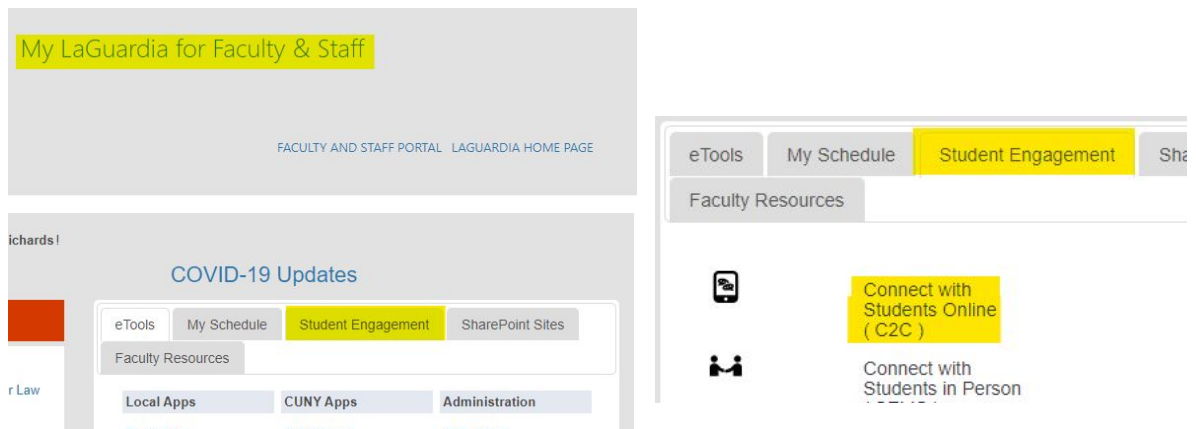 My LaGuardia for Faculty & Staff
FACULTY AND STAFF PORTAL LAGUARDIA HOME PAGE
ichards!
COVID-19 Updates
eTools My Schedule Student Engagement SharePoint Sites
Faculty Resources
r Law
Local Apps CUNY Apps Administration
eTools My Schedule Student Engagement Sha
Faculty Resources
Connect with
Students Online
( C2C )
Connect with
Students in Person